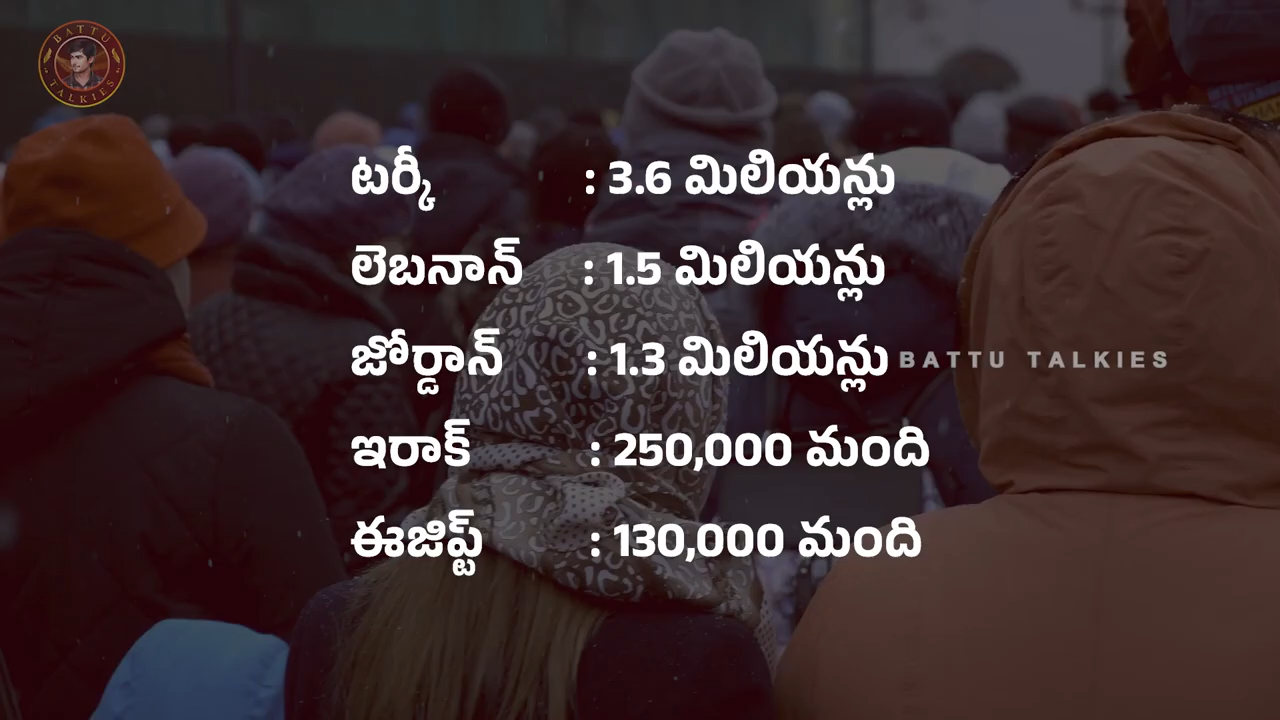 BATTU
TALKIES
టర్కీ : 3.6 మిలియన్లు
లెబనాన్ : 1.5 మిలియన్లు
జోర్డాన్ : 1.3 మిలియన్లు
BATTU TALKIES
ఇరాక్ : 250,000 మంది
ఈజిప్ట్ : 130,000 మంది